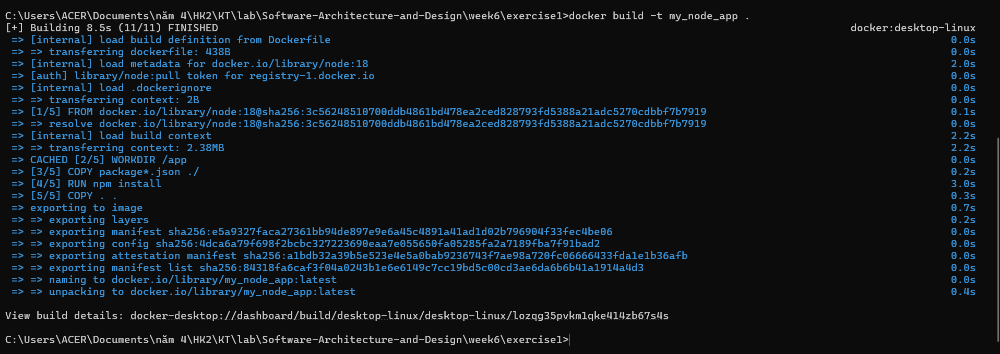 C:\Users\ACER\Documents\năm 4\HK2\KT\lab\Software-Architecture-and-Design\week6\exercise1>docker build -t my_node_app .
[+] Building 8.5s (11/11) FINISHED docker:desktop-linux
=> [internal] load build definition from Dockerfile 0.0s
=> => transferring dockerfile: 438B 0.0s
=> [internal] load metadata for docker.io/library/node:18 2.0s
=> [auth] library/node:pull token for registry-1.docker.io 0.0s
=> [internal] load .dockerignore 0.0s
=> => transferring context: 2B 0.0s
=> [1/5] FROM docker.io/library/node:18@sha256:3c56248510700ddb4861bd478ea2ced828793fd5388a21adc5270cdbbf7b7919 0.1s
=> => resolve docker.io/library/node:18@sha256:3c56248510700ddb4861bd478ea2ced828793fd5388a21adc5270cdbbf7b7919 0.0s
=> [internal] load build context 2.2s
=> => transferring context: 2.38MB 2.2s
=> CACHED [2/5] WORKDIR /app 0.0s
=> [3/5] COPY package*.json ./ 0.2s
=> [4/5] RUN npm install 3.0s
=> [5/5] COPY . . 0.3s
=> exporting to image 0.7s
=> => exporting layers 0.2s
=> => exporting manifest sha256:e5a9327faca27361bb94de897e9e6a45c4891a41ad1d02b796904f33fec4be06 0.0s
=> => exporting config sha256:4dca6a79f698f2bcbc327223690eaa7e055650fa05285fa2a7189fba7f91bad2 0.0s
=> => exporting attestation manifest sha256:a1bdb32a39b5e523e4e5a0bab9236743f7ae98a720fc06666433fda1e1b36afb 0.0s
=> => exporting manifest list sha256:84318fa6caf3f04a0243b1e6e6149c7cc19bd5c00cd3ae6da6b6b41a1914a4d3 0.0s
=> => naming to docker.io/library/my_node_app:latest 0.0s
=> => unpacking to docker.io/library/my_node_app:latest 0.4s
View build details: docker-desktop://dashboard/build/desktop-linux/desktop-linux/lozqg35pvkm1qke414zb67s4s
C:\Users\ACER\Documents\năm 4\HK2\KT\lab\Software-Architecture-and-Design\week6\exercise1>